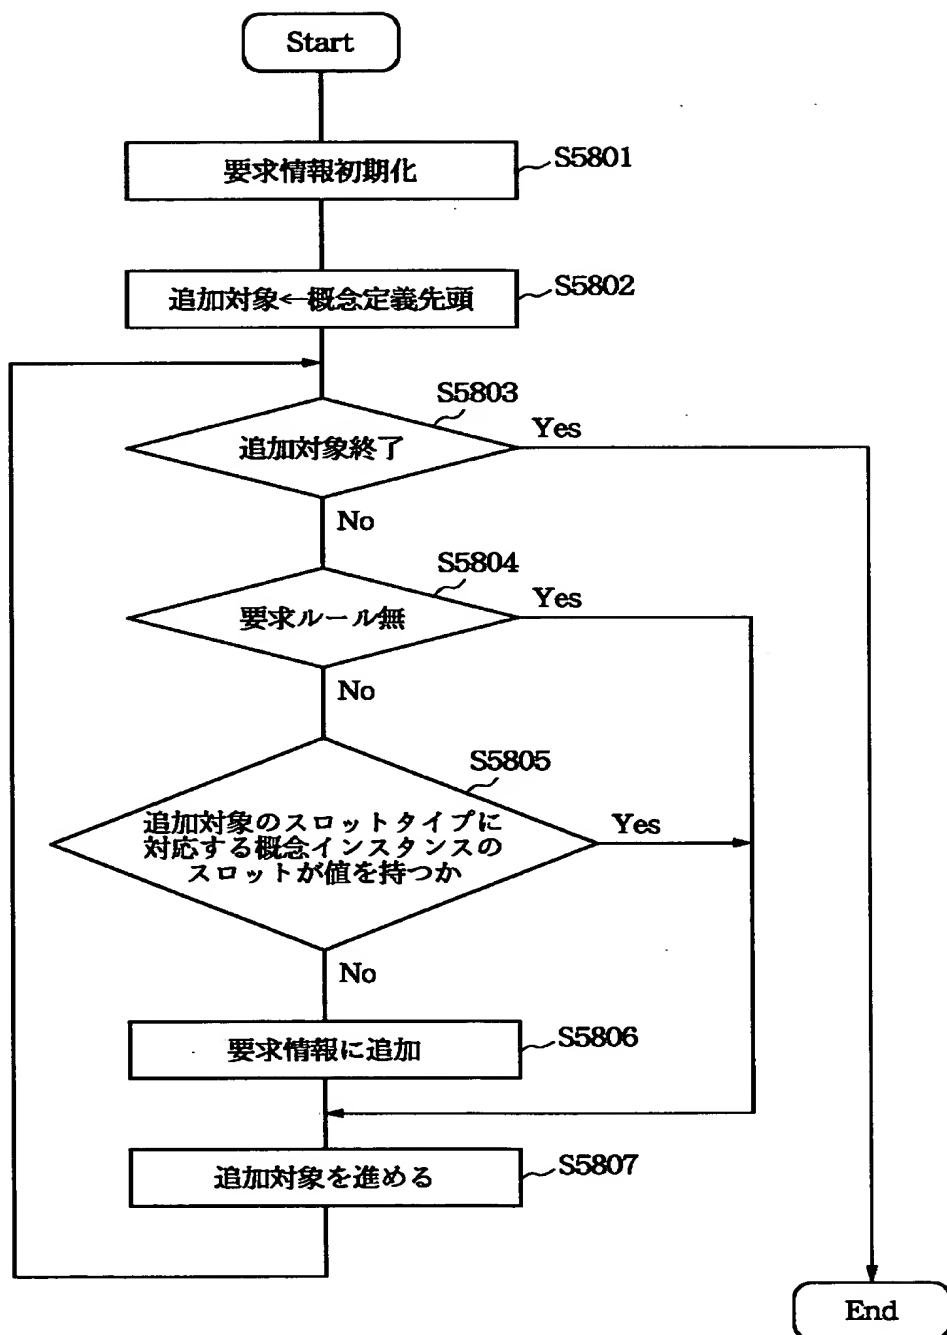 Start
要求情報初期化
S5801
追加対象←概念定義先頭
S5802
S5803
追加対象終了
Yes
No
S5804
要求ルール無
Yes
No
S5805
追加対象のスロットタイプに
対応する概念インスタンスの
スロットが値を持つか
Yes
No
要求情報に追加
S5806
追加対象を進める
S5807
End